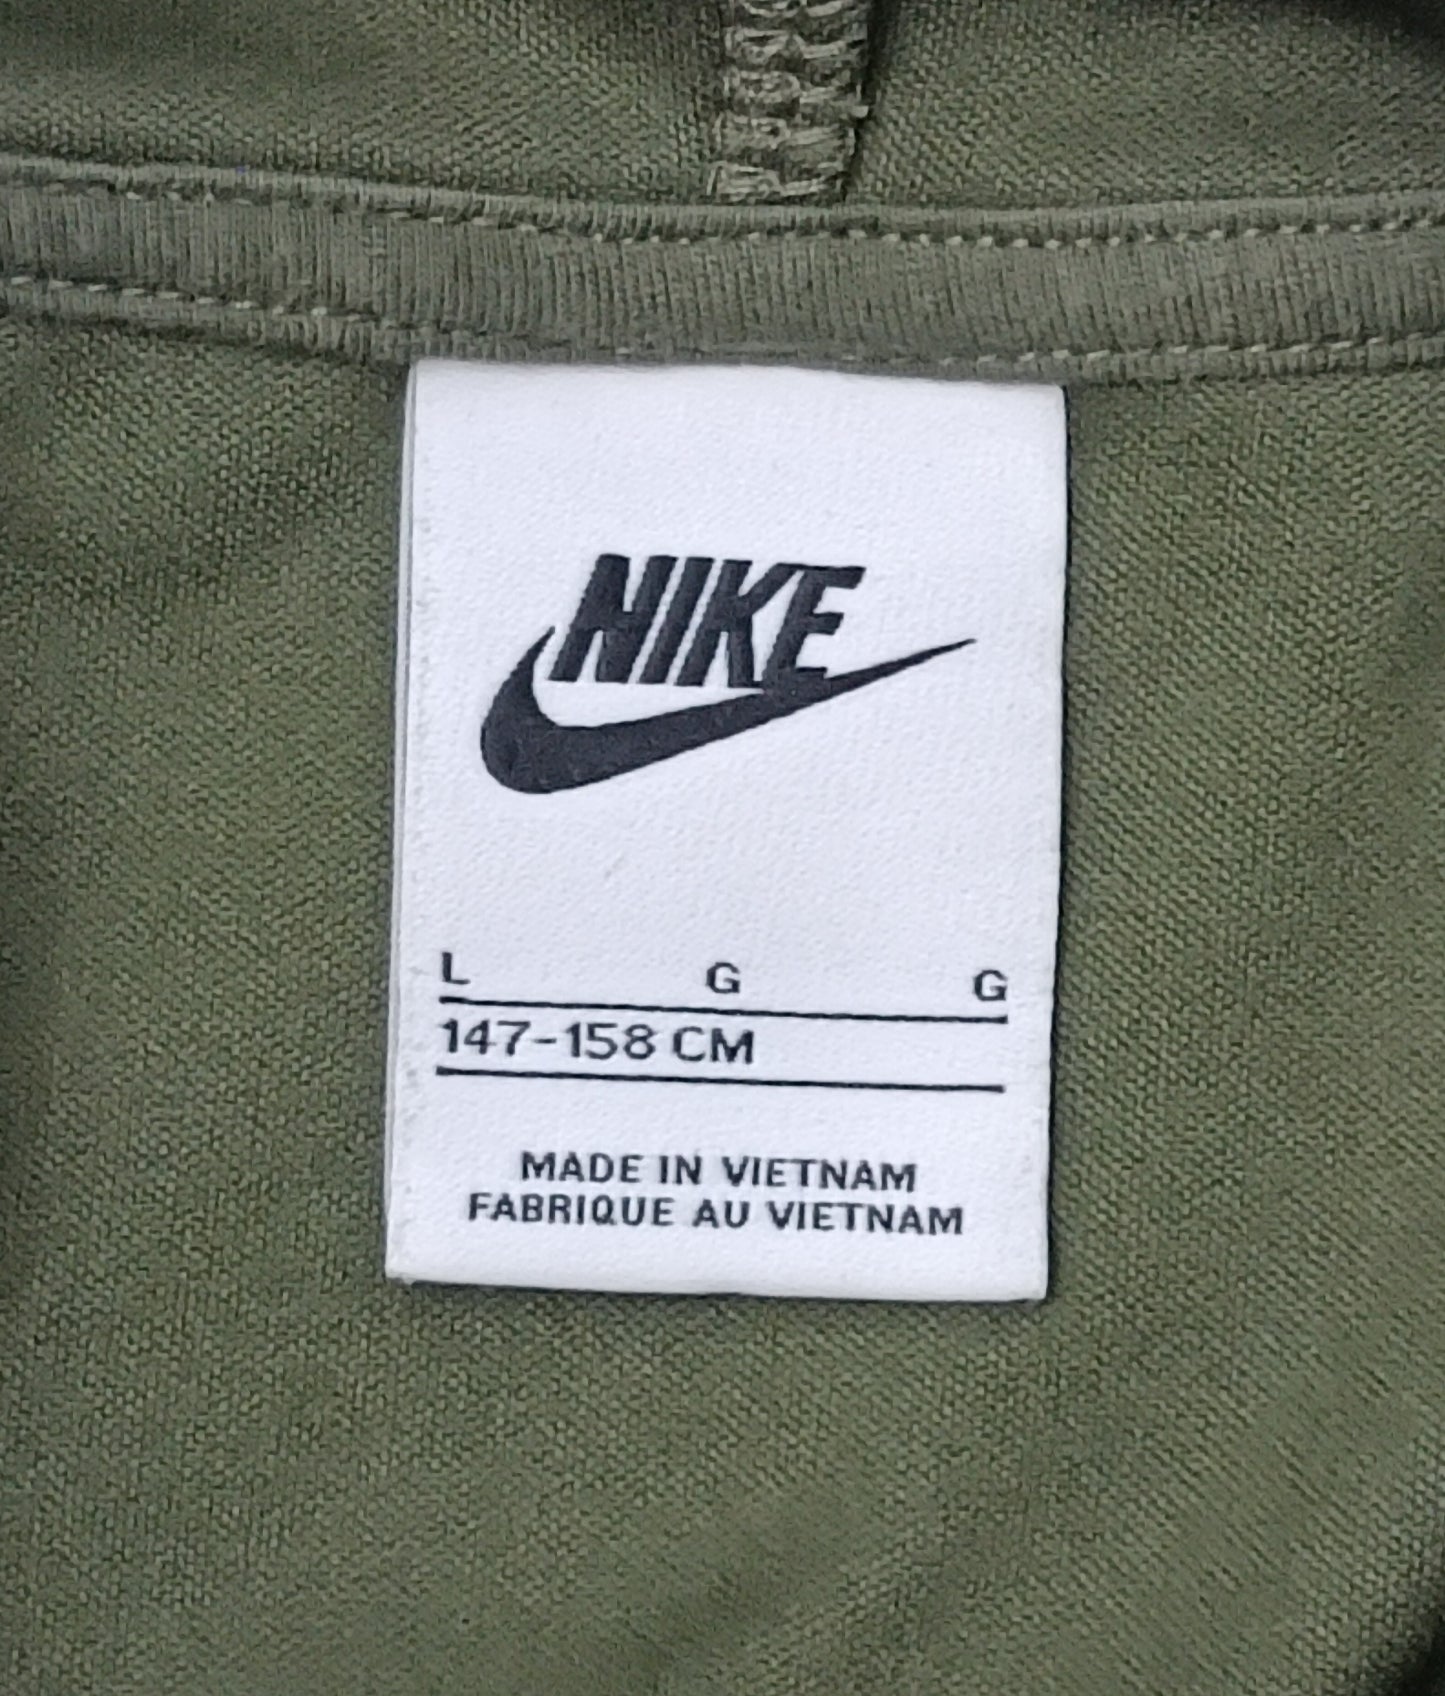 NIKE
L G G
147-158 CM
MADE IN VIETNAM
FABRIQUE AU VIETNAM